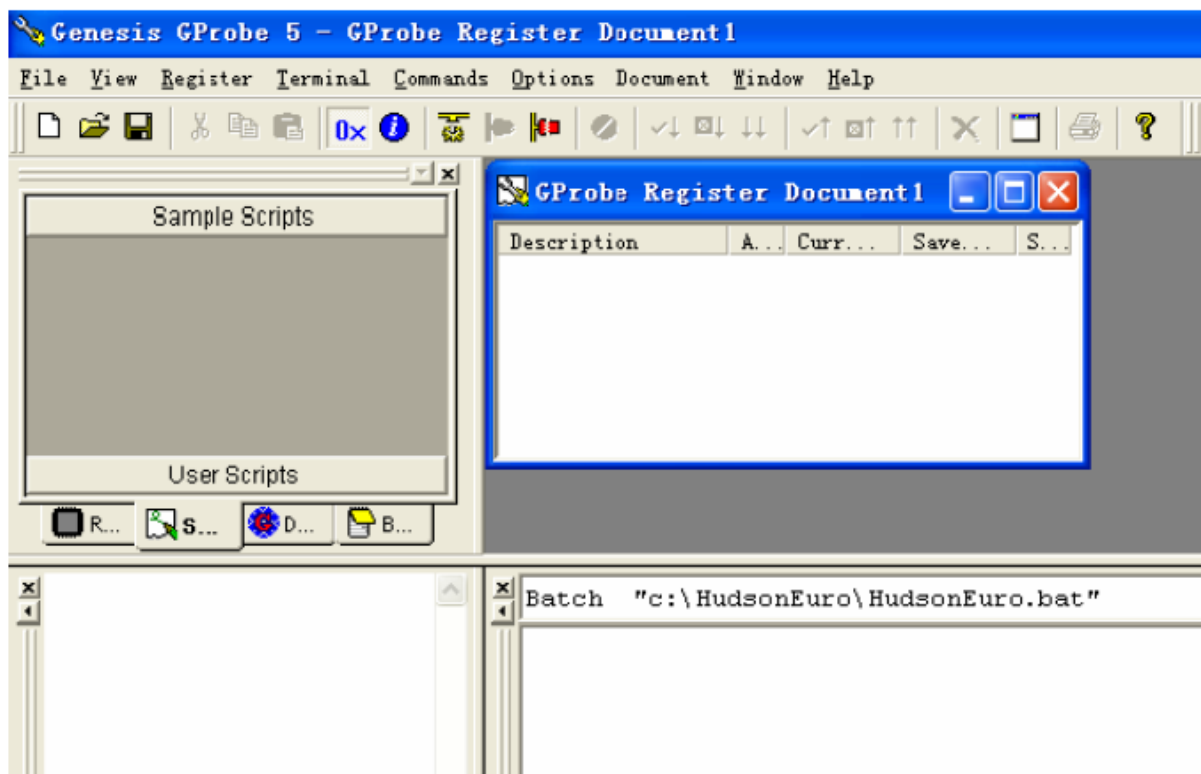 Genesis GProbe 5 - GProbe Register Document1
File View Register Terminal Commands Options Document Window Help
0x
Sample Scripts
User Scripts
R... S... D... B...
GProbe Register Document1
Description A... Curr... Save... S...
Batch "c:\HudsonEuro\HudsonEuro.bat"